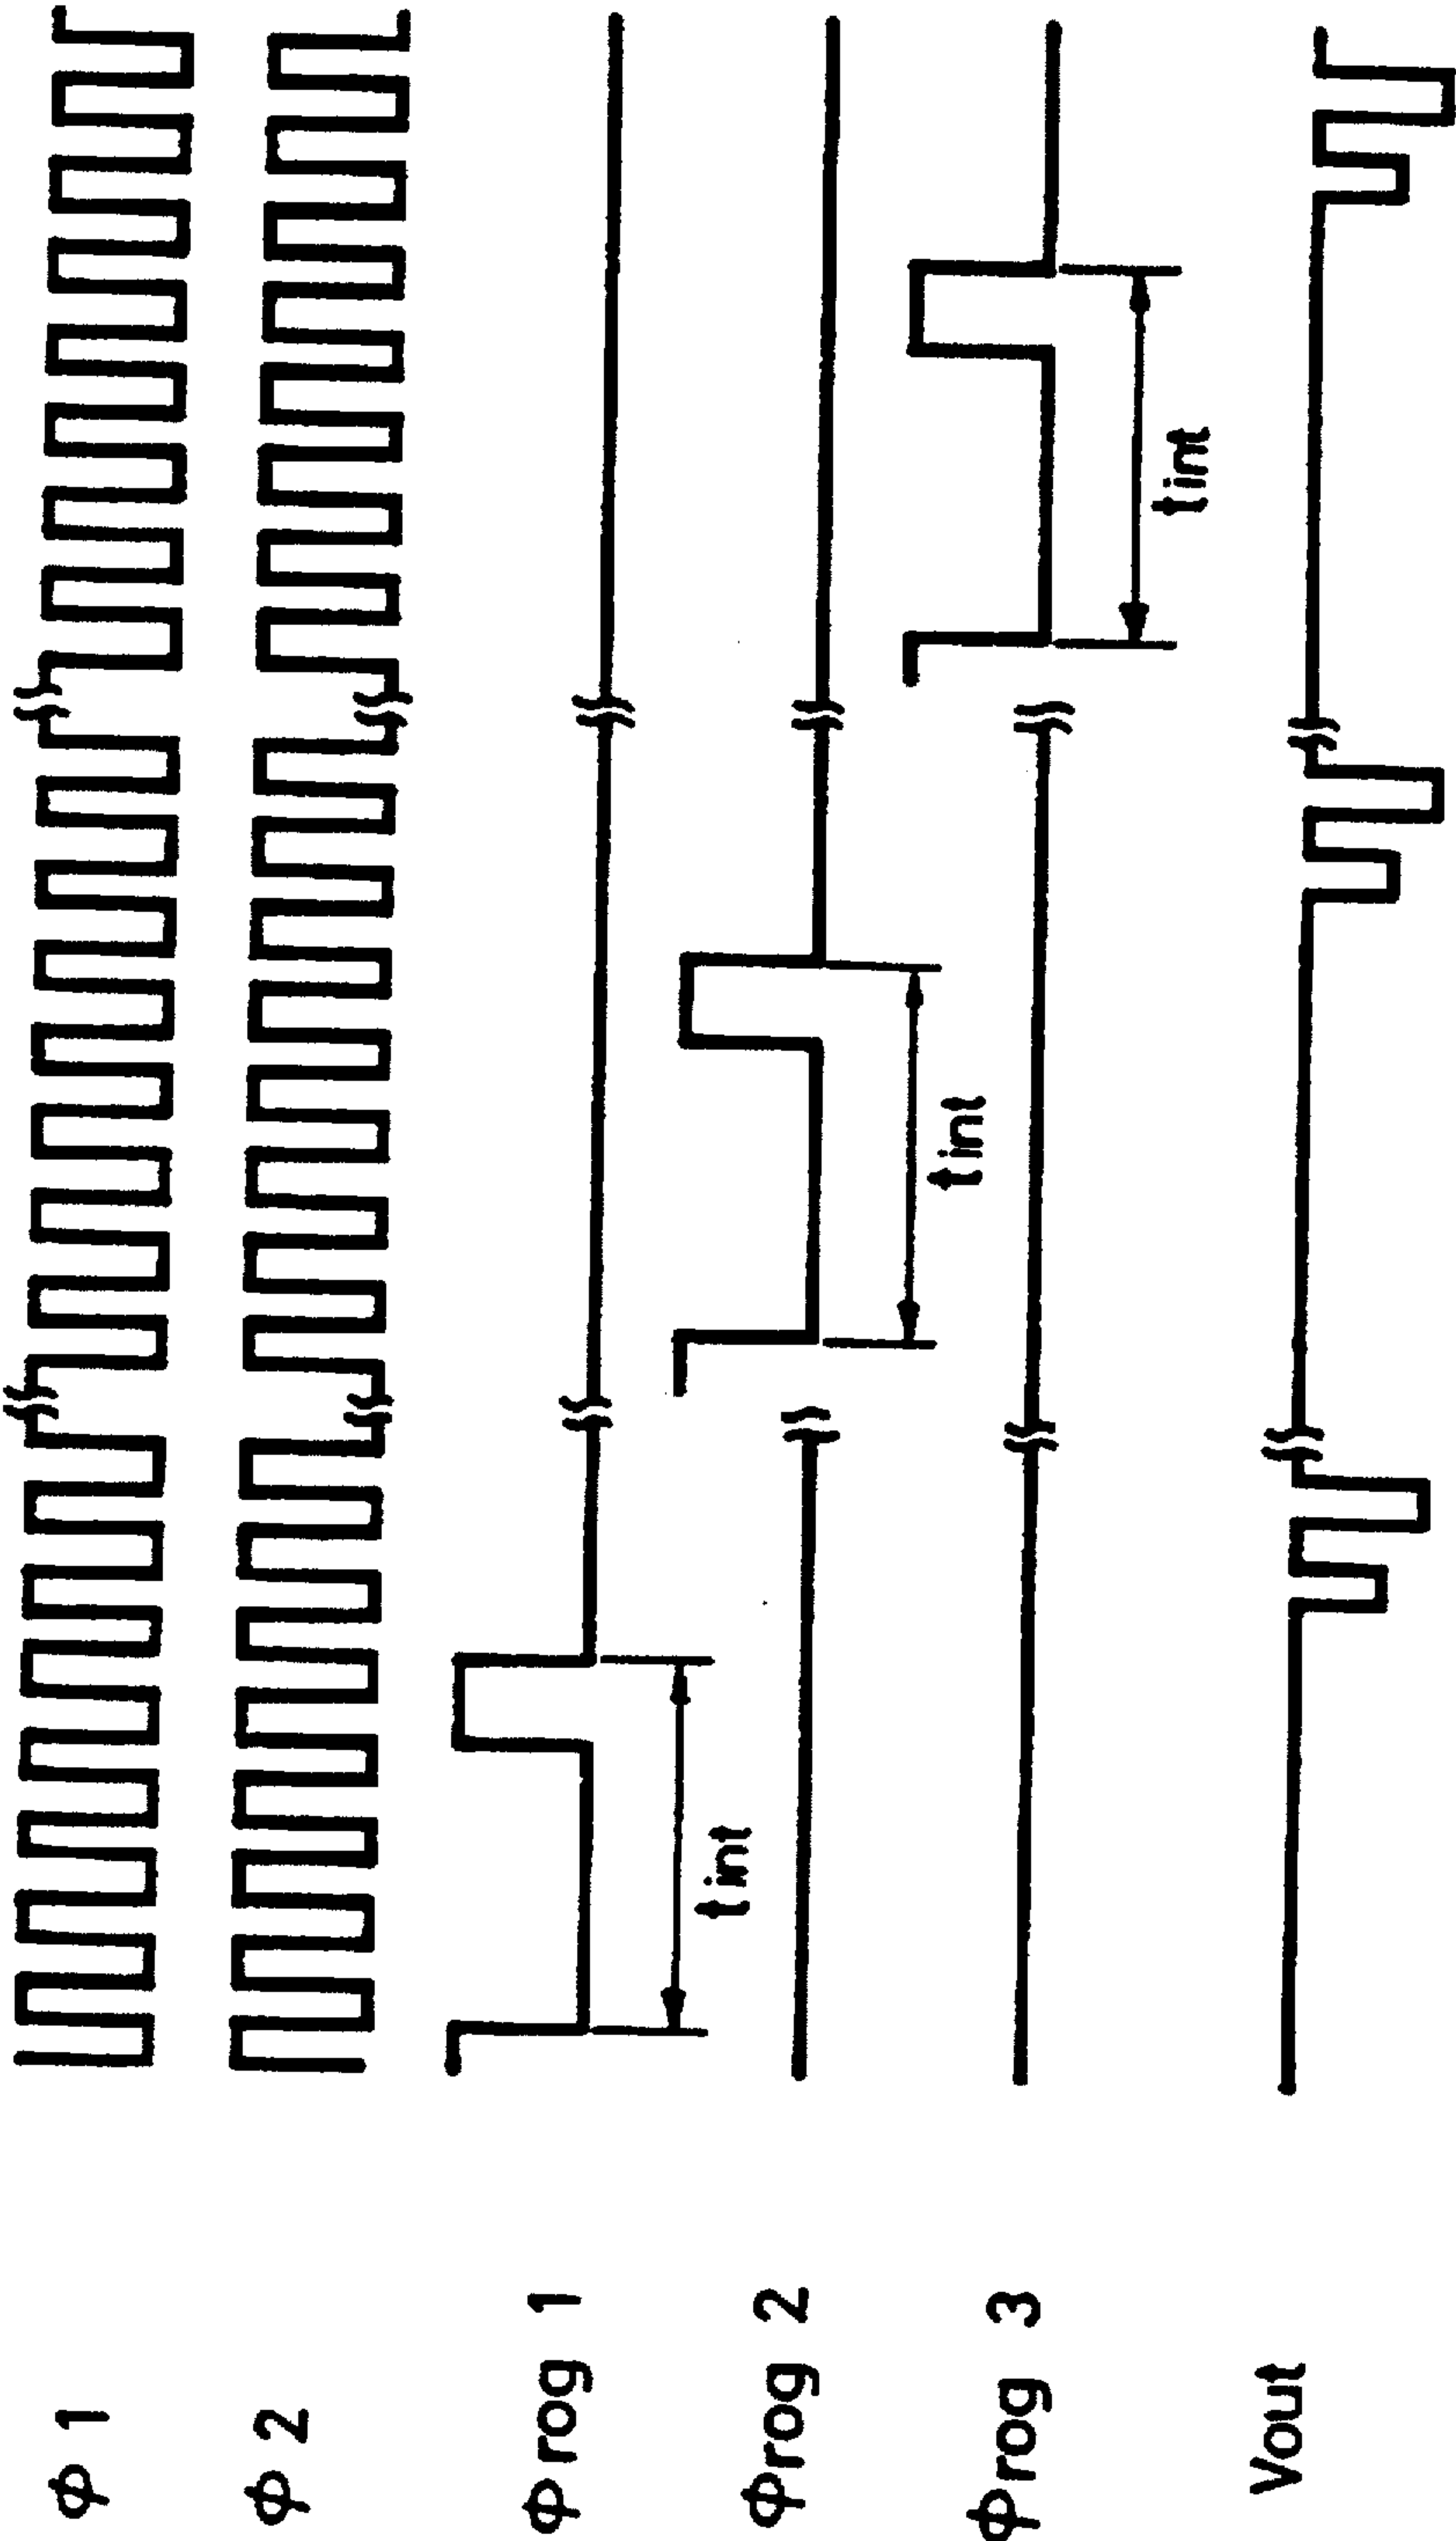 φ 1
φ 2
φrog 1
tint
φrog 2
tint
φrog 3
tint
Vout